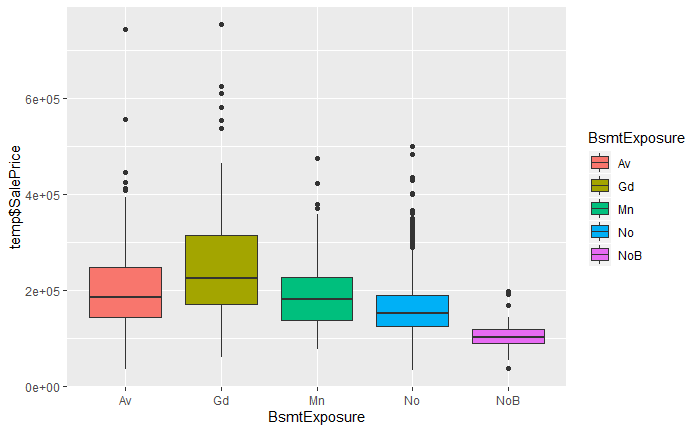 temp$SalePrice
6e+05
4e+05
2e+05
0e+00
Av Gd Mn No NoB
BsmtExposure
BsmtExposure
Av
Gd
Mn
No
NoB